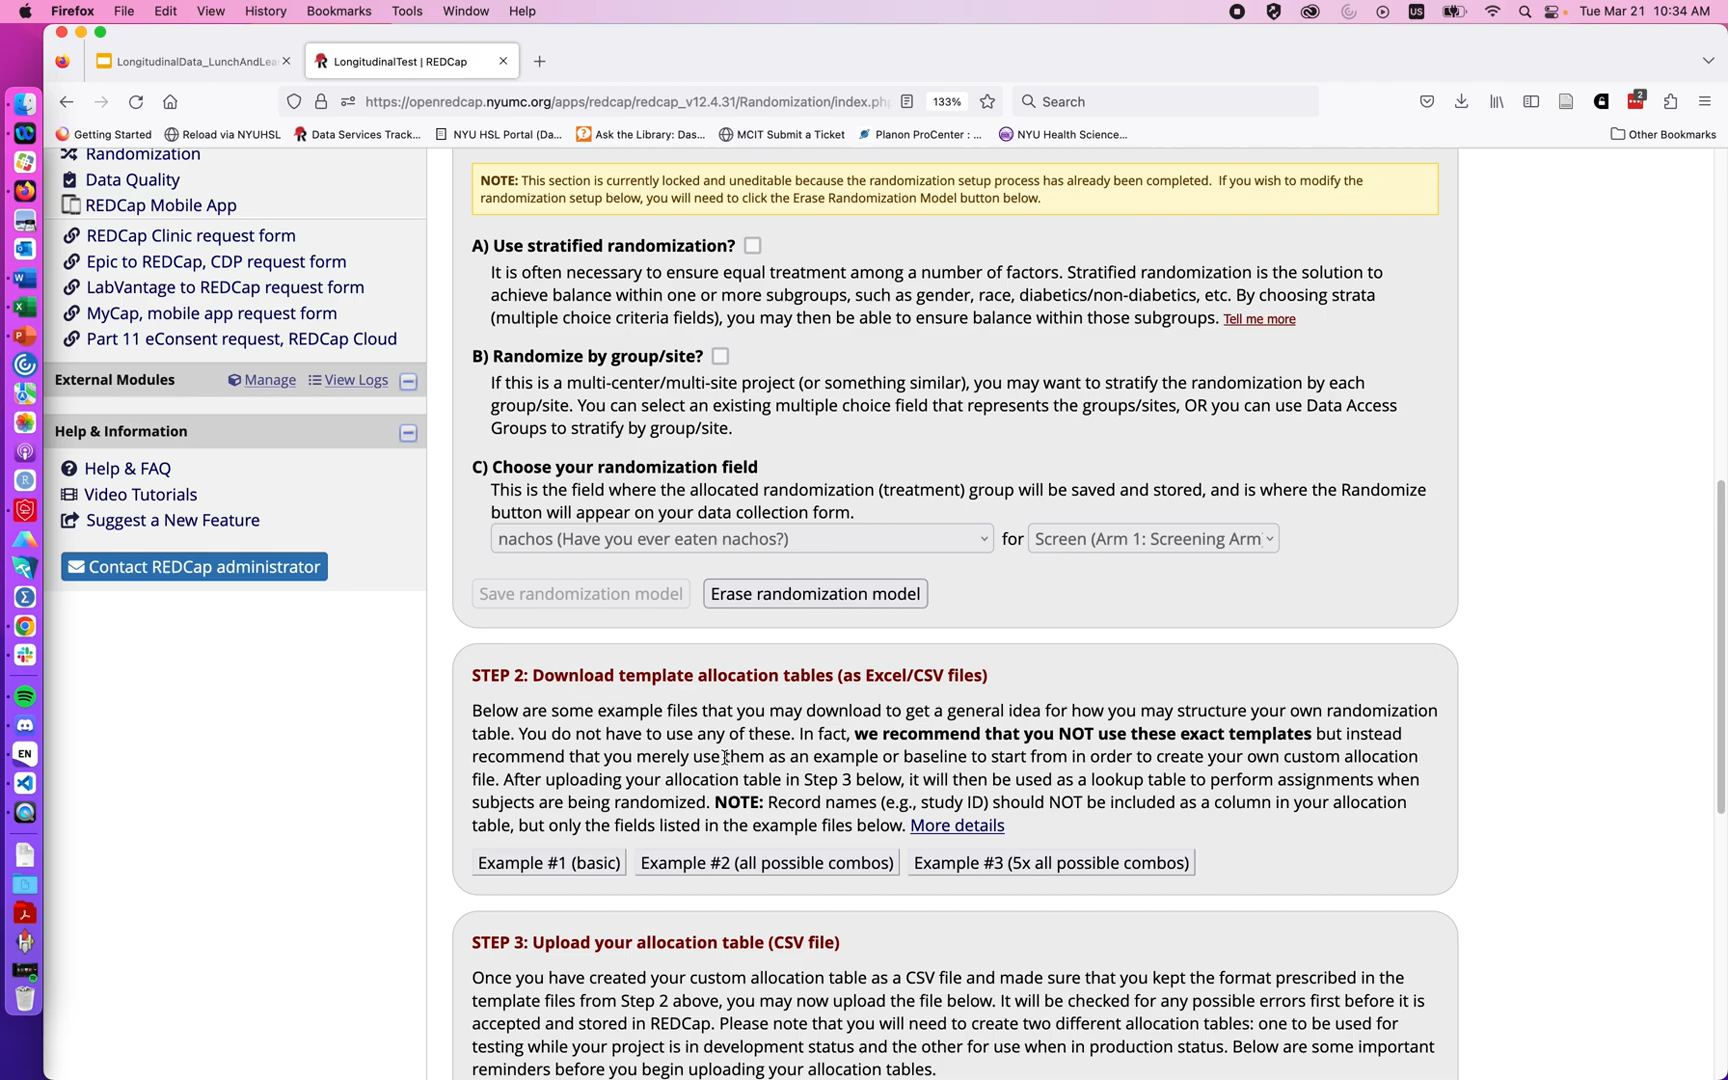 Firefox File Edit View History Bookmarks Tools Window Help US Tue Mar 21 10:34 AM
LongitudinalData_LunchAndLea LongitudinalTest | REDCap
https://openredcap.nyumc.org/apps/redcap/redcap_v12.4.31/Randomization/index.php 133% Search 2
Getting Started Reload via NYUHSL Data Services Track... NYU HSL Portal (Da... Ask the Library: Das... MCIT Submit a Ticket Planon ProCenter : ... NYU Health Science... Other Bookmarks
Randomization
Data Quality
REDCap Mobile App
REDCap Clinic request form
Epic to REDCap, CDP request form
LabVantage to REDCap request form
MyCap, mobile app request form
Part 11 eConsent request, REDCap Cloud
External Modules Manage View Logs
Help & Information
Help & FAQ
Video Tutorials
Suggest a New Feature
Contact REDCap administrator
EN
NOTE: This section is currently locked and uneditable because the randomization setup process has already been completed. If you wish to modify the
randomization setup below, you will need to click the Erase Randomization Model button below.
A) Use stratified randomization?
It is often necessary to ensure equal treatment among a number of factors. Stratified randomization is the solution to
achieve balance within one or more subgroups, such as gender, race, diabetics/non-diabetics, etc. By choosing strata
(multiple choice criteria fields), you may then be able to ensure balance within those subgroups. Tell me more
B) Randomize by group/site?
If this is a multi-center/multi-site project (or something similar), you may want to stratify the randomization by each
group/site. You can select an existing multiple choice field that represents the groups/sites, OR you can use Data Access
Groups to stratify by group/site.
C) Choose your randomization field
This is the field where the allocated randomization (treatment) group will be saved and stored, and is where the Randomize
button will appear on your data collection form.
nachos (Have you ever eaten nachos?) for Screen (Arm 1: Screening Arm)
Save randomization model Erase randomization model
STEP 2: Download template allocation tables (as Excel/CSV files)
Below are some example files that you may download to get a general idea for how you may structure your own randomization
table. You do not have to use any of these. In fact, we recommend that you NOT use these exact templates but instead
recommend that you merely use them as an example or baseline to start from in order to create your own custom allocation
file. After uploading your allocation table in Step 3 below, it will then be used as a lookup table to perform assignments when
subjects are being randomized. NOTE: Record names (e.g., study ID) should NOT be included as a column in your allocation
table, but only the fields listed in the example files below. More details
Example #1 (basic) Example #2 (all possible combos) Example #3 (5x all possible combos)
STEP 3: Upload your allocation table (CSV file)
Once you have created your custom allocation table as a CSV file and made sure that you kept the format prescribed in the
template files from Step 2 above, you may now upload the file below. It will be checked for any possible errors first before it is
accepted and stored in REDCap. Please note that you will need to create two different allocation tables: one to be used for
testing while your project is in development status and the other for use when in production status. Below are some important
reminders before you begin uploading your allocation tables.